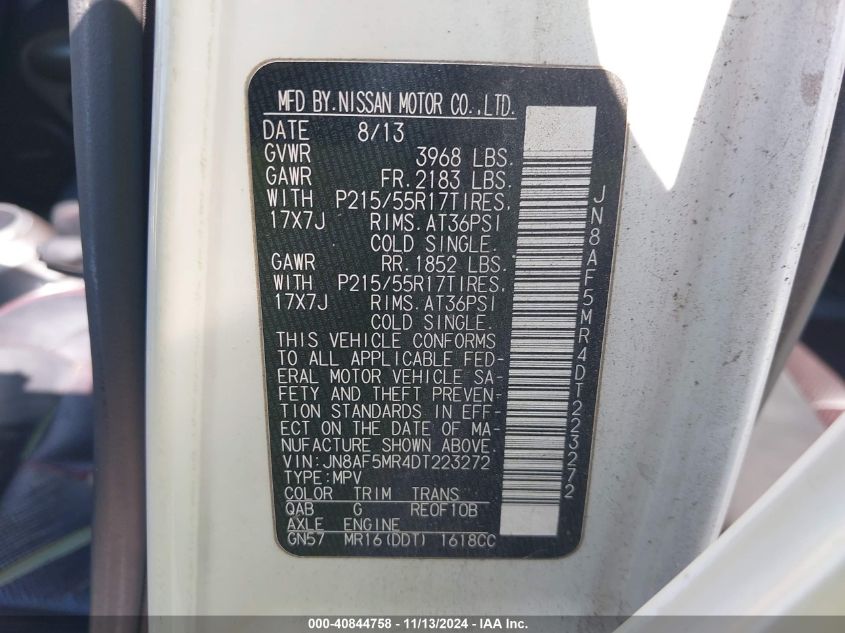 MFD BY.NISSAN MOTOR CO.,LTD.
DATE 8/13
GVWR 3968 LBS.
GAWR FR.2183 LBS.
WITH P215/55R17TIRES.
17X7J RIMS.AT36PSI
COLD SINGLE.
GAWR RR.1852 LBS.
WITH P215/55R17TIRES.
17X7J RIMS.AT36PSI
COLD SINGLE.
THIS VEHICLE CONFORMS
TO ALL APPLICABLE FED-
ERAL MOTOR VEHICLE SA-
FETY AND THEFT PREVEN-
TION STANDARDS IN EFF-
ECT ON THE DATE OF MA-
NUFACTURE SHOWN ABOVE.
VIN:JN8AF5MR4DT223272
TYPE:MPV
COLOR TRIM TRANS
QAB G REOF10B
AXLE ENGINE
GN57 MR16(DDT) 1618CC
JN8AF5MR4DT223272
000-40844758 - 11/13/2024 - IAA Inc.